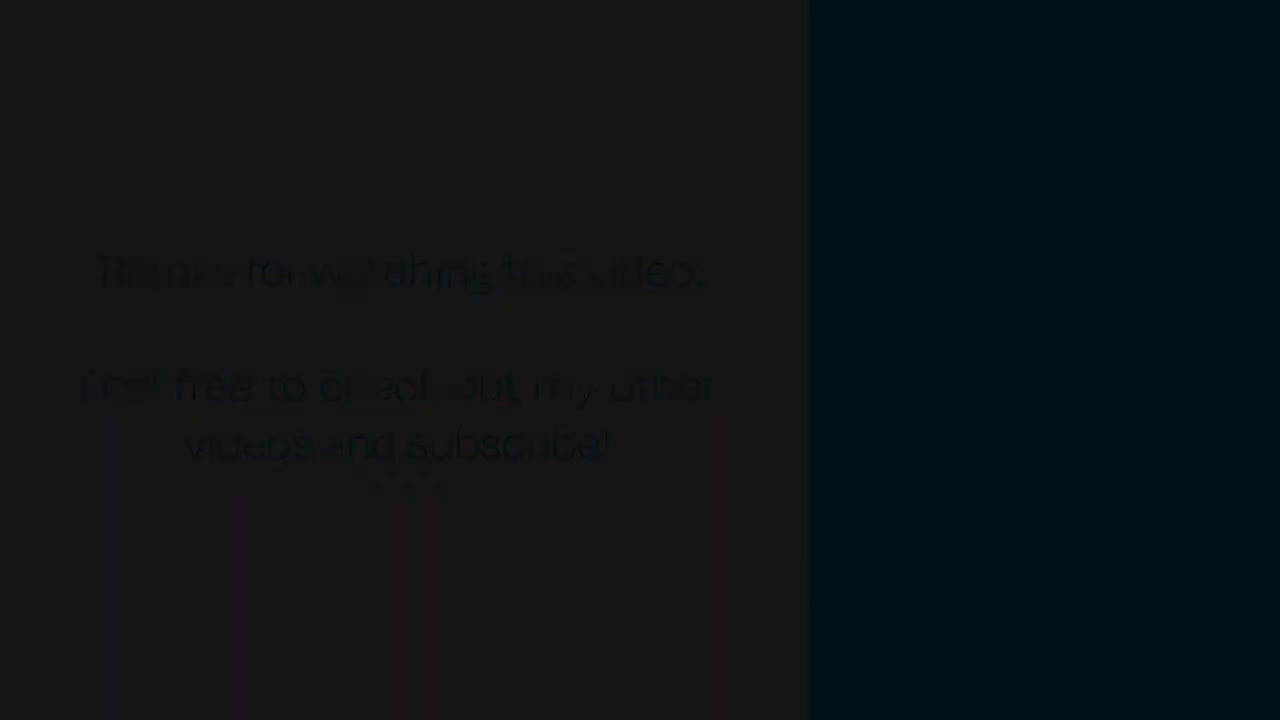 Thanks for watching this video!
Feel free to check out my other
videos and subscribe!